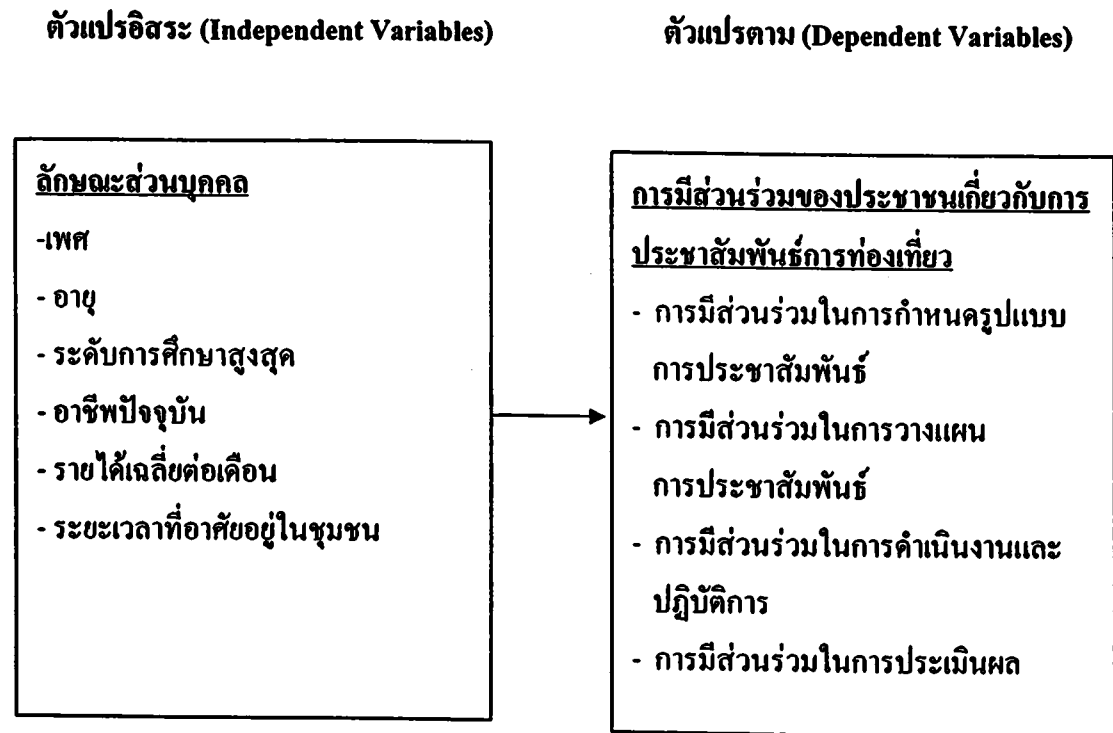 ตัวแปรอิสระ (Independent Variables)
ตัวแปรตาม (Dependent Variables)
ลักษณะส่วนบุคคล
-เพศ
- อายุ
- ระดับการศึกษาสูงสุด
- อาชีพปัจจุบัน
- รายได้เฉลี่ยต่อเดือน
- ระยะเวลาที่อาศัยอยู่ในชุมชน
การมีส่วนร่วมของประชาชนเกี่ยวกับการ
ประชาสัมพันธ์การท่องเที่ยว
- การมีส่วนร่วมในการกำหนดรูปแบบ
การประชาสัมพันธ์
- การมีส่วนร่วมในการวางแผน
การประชาสัมพันธ์
- การมีส่วนร่วมในการดำเนินงานและ
ปฏิบัติการ
- การมีส่วนร่วมในการประเมินผล